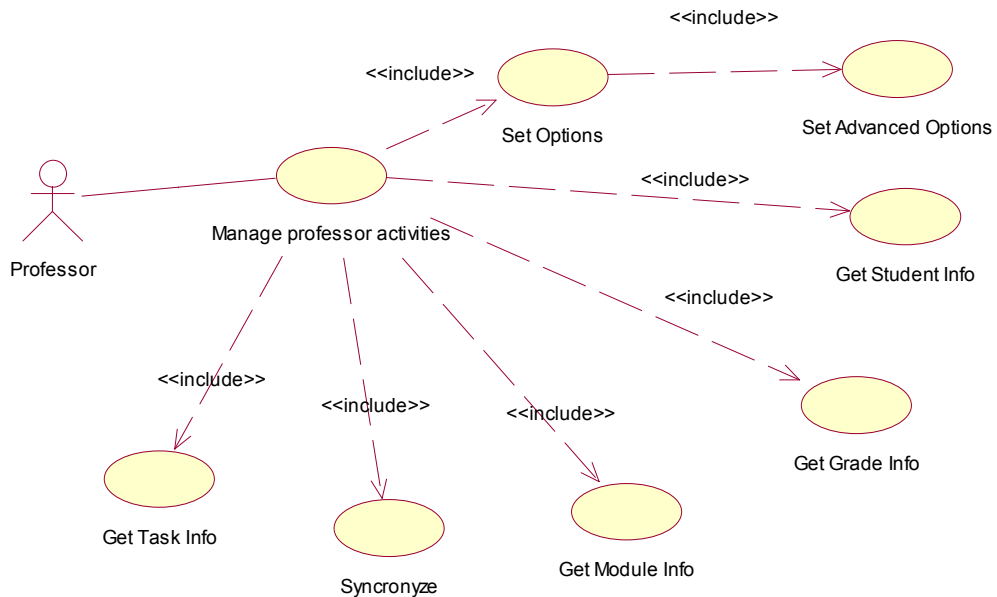 <<include>>
<<include>>
Set Options
Set Advanced Options
<<include>>
Manage professor activities
Professor
Get Student Info
<<include>>
<<include>>
<<include>>
<<include>>
Get Grade Info
Get Task Info
Syncronyze
Get Module Info